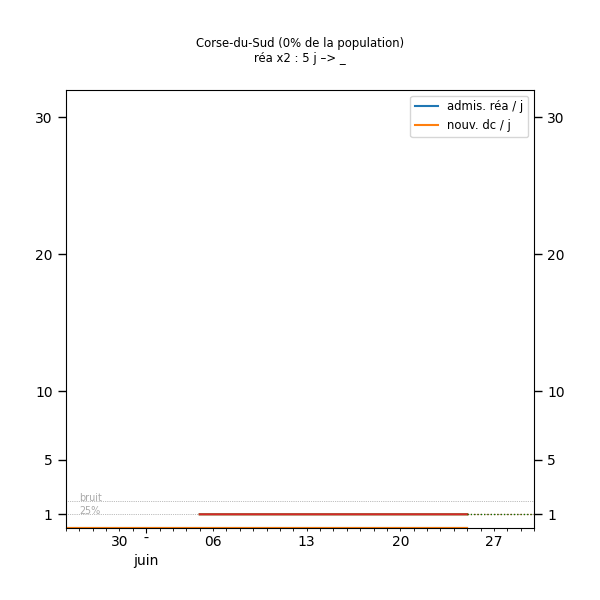 Corse-du-Sud (0% de la population)
réa x2 : 5 j –> _
admis. réa / j
nouv. dc / j
30
30
20
20
10
10
5
5
bruit
25%
1
1
30 - 06 13 20 27
juin